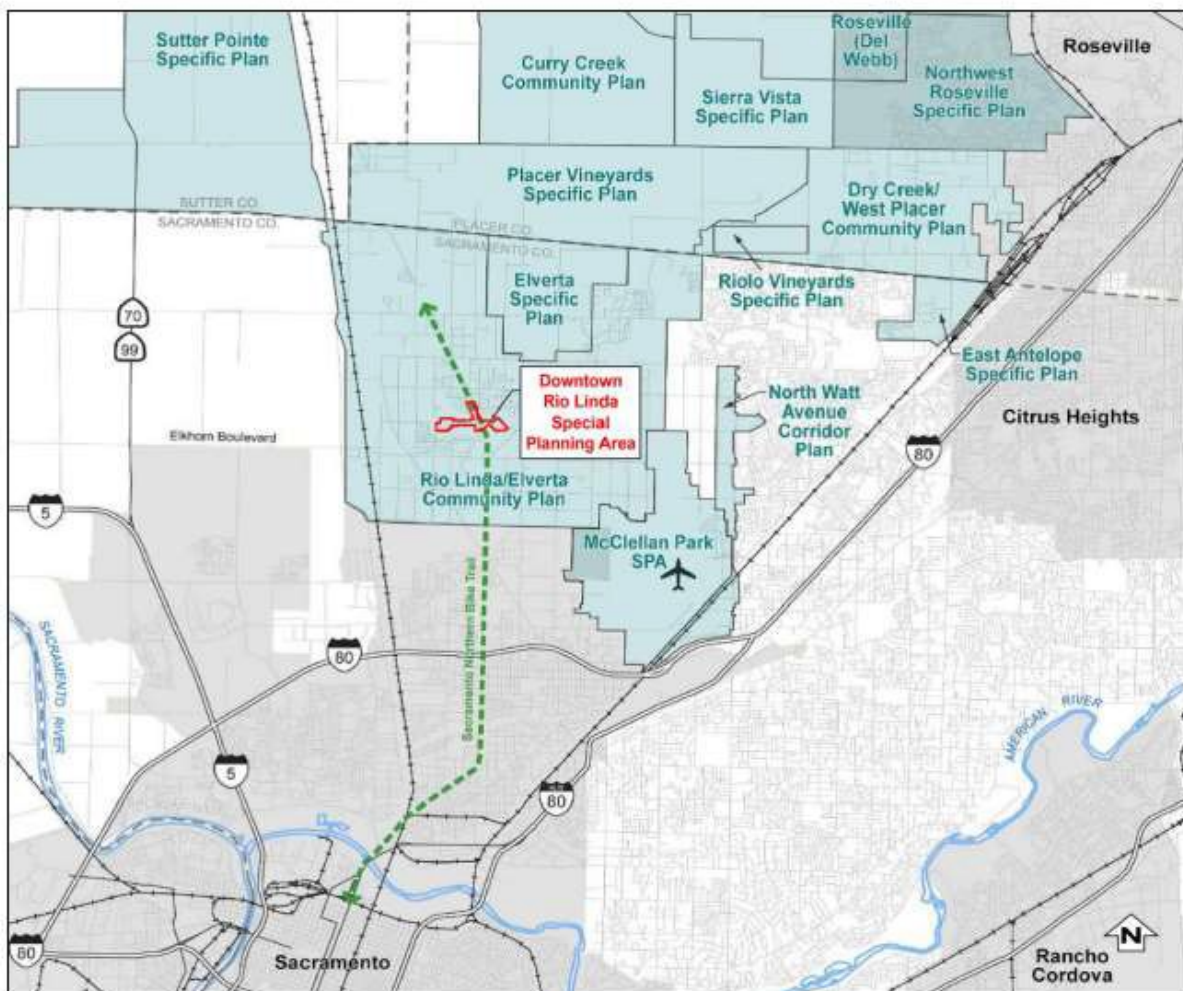 Sutter Pointe
Specific Plan
Curry Creek
Community Plan
Roseville
(Del
Webb)
Roseville
Northwest
Roseville
Specific Plan
Sierra Vista
Specific Plan
Placer Vineyards
Specific Plan
Dry Creek/
West Placer
Community Plan
SUTTER CO.
SACRAMENTO CO.
PLACER CO.
SACRAMENTO CO.
Elverta
Specific
Plan
Riolo Vineyards
Specific Plan
70
99
East Antelope
Specific Plan
Downtown
Rio Linda
Special
Planning Area
North Watt
Avenue
Corridor
Plan
Citrus Heights
Elkhorn Boulevard
80
Rio Linda/Elverta
Community Plan
5
McClellan Park
SPA
Sacramento Northern Bike Trail
80
SACRAMENTO RIVER
AMERICAN RIVER
5
80
80
Sacramento
N
Rancho
Cordova